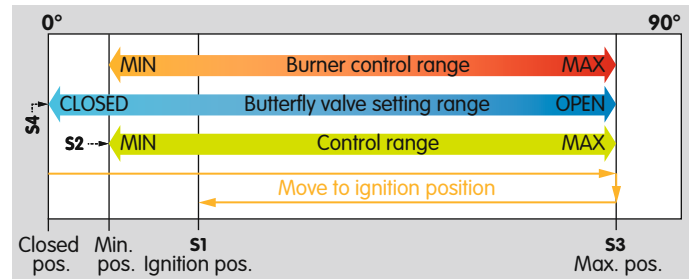 0° 90°
MIN Burner control range MAX
CLOSED Butterfly valve setting range OPEN
S4
S2 MIN Control range MAX
Move to ignition position
Closed pos.
Min. pos.
S1 Ignition pos.
S3 Max. pos.